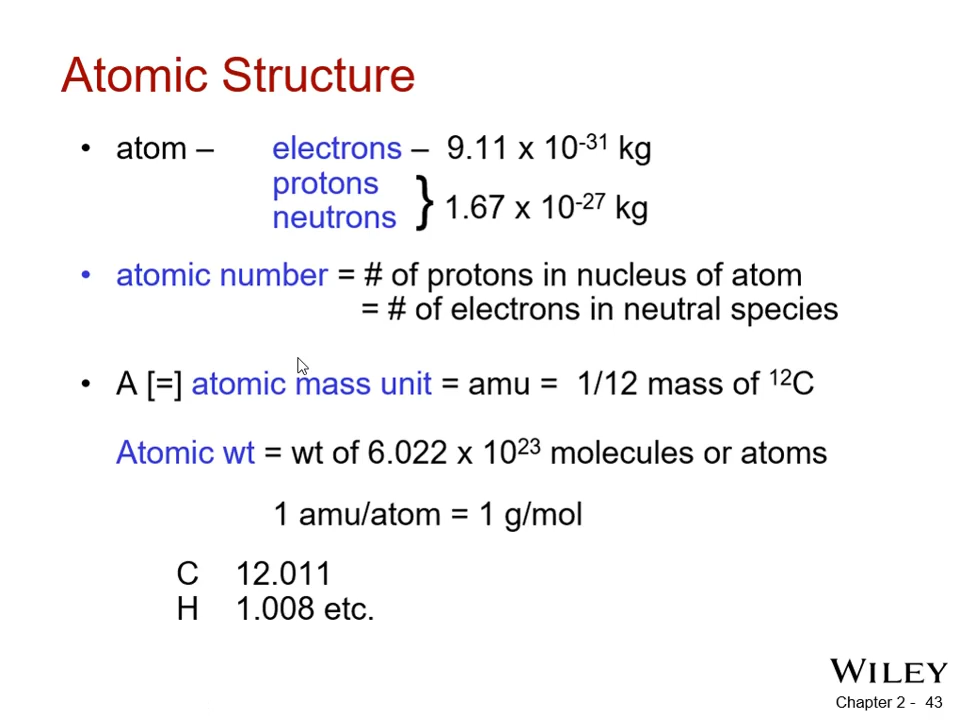 Atomic Structure
• atom – electrons – 9.11 x 10⁻³¹ kg
protons
neutrons } 1.67 x 10⁻²⁷ kg
• atomic number = # of protons in nucleus of atom
= # of electrons in neutral species
• A [=] atomic mass unit = amu = 1/12 mass of ¹²C
Atomic wt = wt of 6.022 x 10²³ molecules or atoms
1 amu/atom = 1 g/mol
C 12.011
H 1.008 etc.
WILEY
Chapter 2 - 43